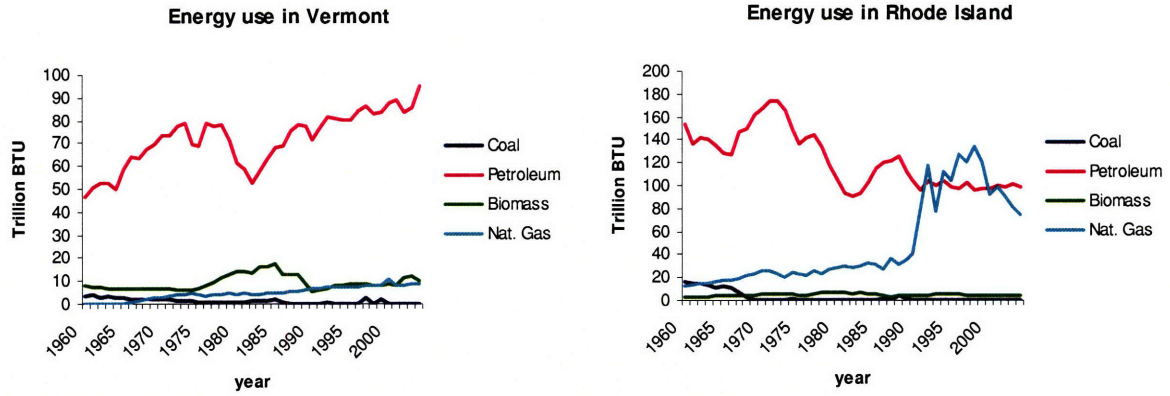 Energy use in Vermont
Trillion BTU
100
90
80
70
60
50
40
30
20
10
0
1960
1965
1970
1975
1980
1985
1990
1995
2000
year
Coal
Petroleum
Biomass
Nat. Gas
Energy use in Rhode Island
Trillion BTU
200
180
160
140
120
100
80
60
40
20
0
1960
1965
1970
1975
1980
1985
1990
1995
2000
year
Coal
Petroleum
Biomass
Nat. Gas